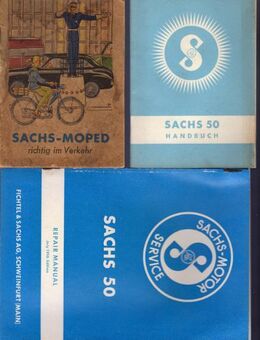 SACHS-MOPED
richtig im Verkehr
S
SACHS 50
HANDBUCH
SACHS-MOTOR
SERVICE
SACHS 50
REPAIR MANUAL
FICHTEL & SACHS AG, SCHWEINFURT (MAIN)